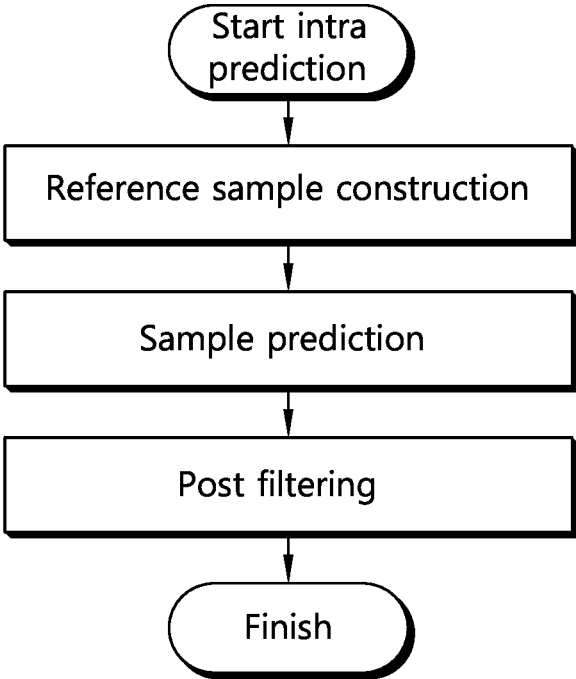 Start intra
prediction
Reference sample construction
Sample prediction
Post filtering
Finish